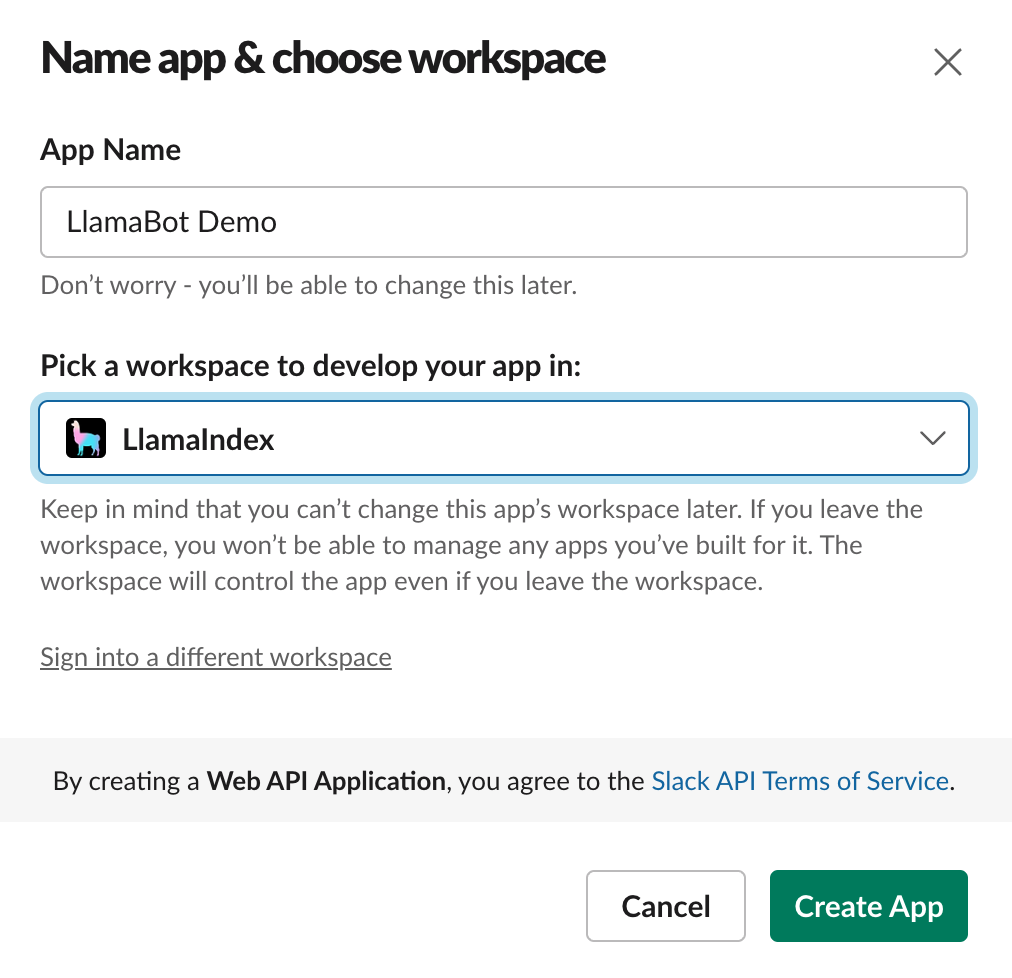 Name app & choose workspace
App Name
LlamaBot Demo
Don’t worry - you’ll be able to change this later.
Pick a workspace to develop your app in:
LlamaIndex
Keep in mind that you can’t change this app’s workspace later. If you leave the
workspace, you won’t be able to manage any apps you’ve built for it. The
workspace will control the app even if you leave the workspace.
Sign into a different workspace
By creating a Web API Application, you agree to the Slack API Terms of Service.
Cancel
Create App